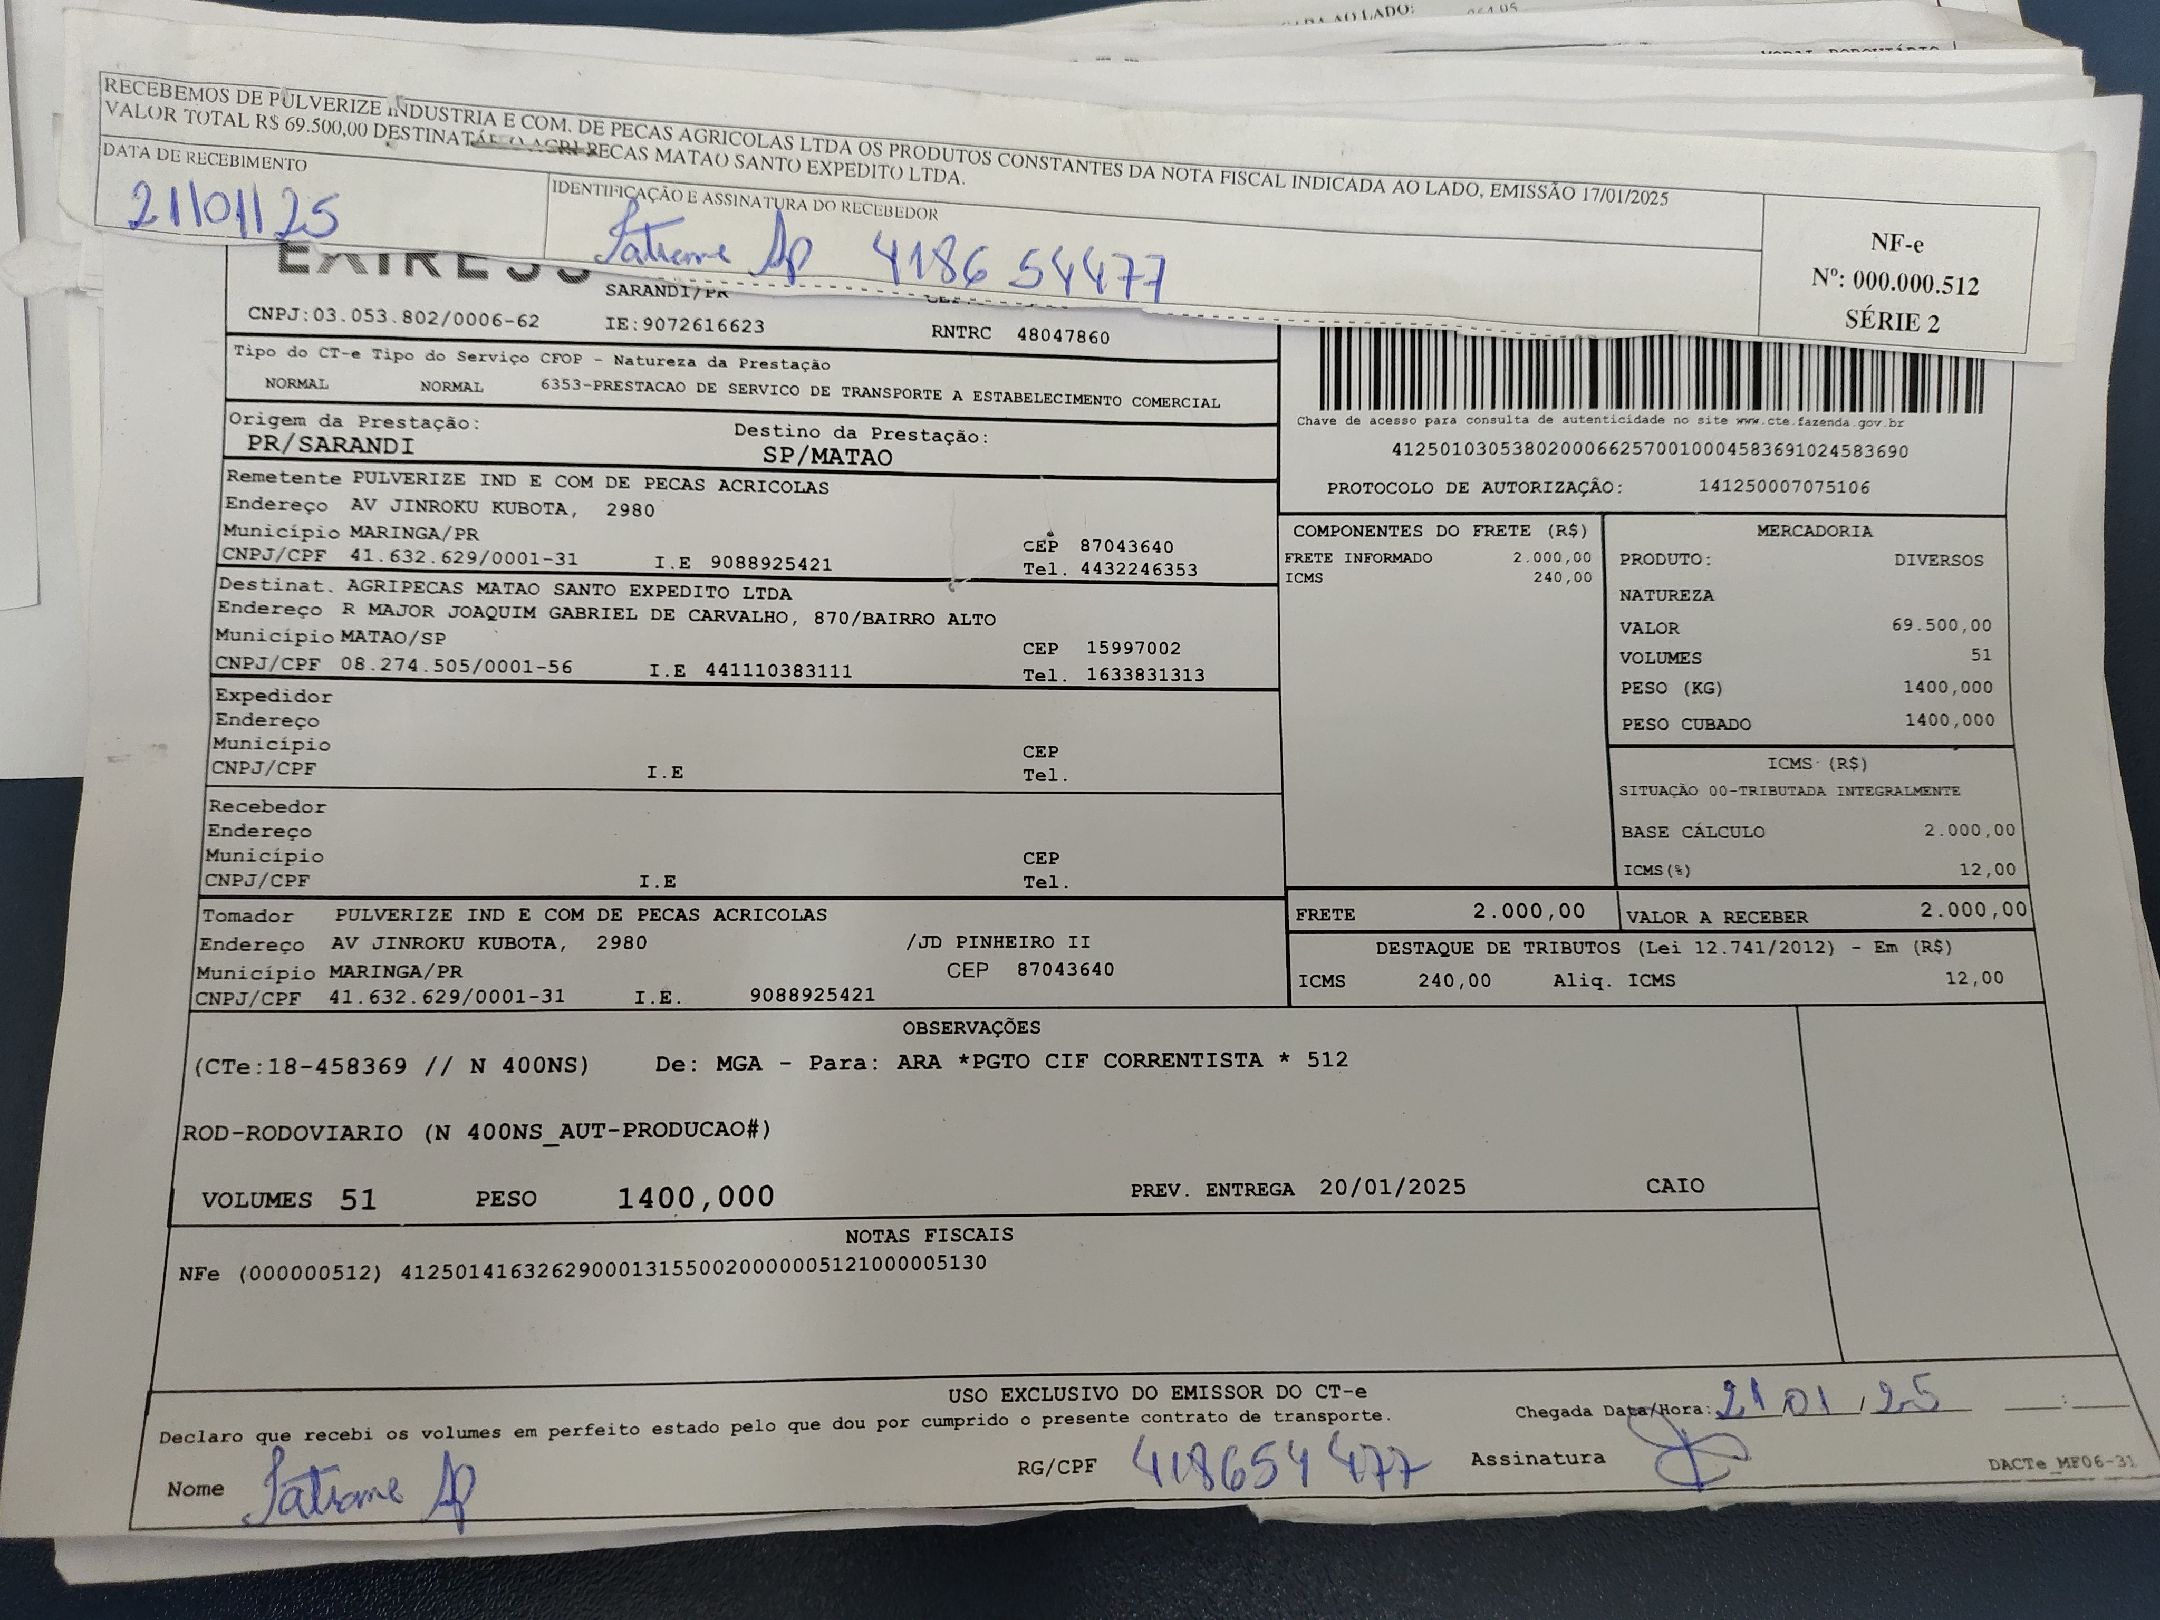 RA AO LADO:
RECEBEMOS DE PULVERIZE INDUSTRIA E COM. DE PECAS AGRICOLAS LTDA OS PRODUTOS CONSTANTES DA NOTA FISCAL INDICADA AO LADO, EMISSÃO 17/01/2025
VALOR TOTAL R$ 69.500,00 DESTINATÁRIO AGRI PECAS MATAO SANTO EXPEDITO LTDA.
DATA DE RECEBIMENTO
21/01/25
IDENTIFICAÇÃO E ASSINATURA DO RECEBEDOR
Tatiane Ap 418654477
NF-e
Nº: 000.000.512
SÉRIE 2
SARANDI/PR
CNPJ:03.053.802/0006-62 IE:9072616623 RNTRC 48047860
Tipo do CT-e Tipo do Serviço CFOP - Natureza da Prestação
NORMAL NORMAL 6353-PRESTACAO DE SERVICO DE TRANSPORTE A ESTABELECIMENTO COMERCIAL
Chave de acesso para consulta de autenticidade no site www.cte.fazenda.gov.br
41250103053802000662570010004583691024583690
PROTOCOLO DE AUTORIZAÇÃO: 141250007075106
Origem da Prestação: Destino da Prestação:
PR/SARANDI SP/MATAO
Remetente PULVERIZE IND E COM DE PECAS ACRICOLAS
Endereço AV JINROKU KUBOTA, 2980
Município MARINGA/PR CEP 87043640
CNPJ/CPF 41.632.629/0001-31 I.E 9088925421 Tel. 4432246353
Destinat. AGRIPECAS MATAO SANTO EXPEDITO LTDA
Endereço R MAJOR JOAQUIM GABRIEL DE CARVALHO, 870/BAIRRO ALTO
Município MATAO/SP CEP 15997002
CNPJ/CPF 08.274.505/0001-56 I.E 441110383111 Tel. 1633831313
Expedidor
Endereço
Município CEP
CNPJ/CPF I.E Tel.
Recebedor
Endereço
Município CEP
CNPJ/CPF I.E Tel.
Tomador PULVERIZE IND E COM DE PECAS ACRICOLAS
Endereço AV JINROKU KUBOTA, 2980 /JD PINHEIRO II
Município MARINGA/PR CEP 87043640
CNPJ/CPF 41.632.629/0001-31 I.E. 9088925421
COMPONENTES DO FRETE (R$)
FRETE INFORMADO 2.000,00
ICMS 240,00
MERCADORIA
PRODUTO: DIVERSOS
NATUREZA
VALOR 69.500,00
VOLUMES 51
PESO (KG) 1400,000
PESO CUBADO 1400,000
ICMS (R$)
SITUAÇÃO 00-TRIBUTADA INTEGRALMENTE
BASE CÁLCULO 2.000,00
ICMS(%) 12,00
FRETE 2.000,00 VALOR A RECEBER 2.000,00
DESTAQUE DE TRIBUTOS (Lei 12.741/2012) - Em (R$)
ICMS 240,00 Aliq. ICMS 12,00
OBSERVAÇÕES
(CTe:18-458369 // N 400NS) De: MGA - Para: ARA *PGTO CIF CORRENTISTA * 512
ROD-RODOVIARIO (N 400NS_AUT-PRODUCAO#)
VOLUMES 51 PESO 1400,000 PREV. ENTREGA 20/01/2025 CAIO
NOTAS FISCAIS
NFe (000000512) 41250141632629000131550020000005121000005130
USO EXCLUSIVO DO EMISSOR DO CT-e
Declaro que recebi os volumes em perfeito estado pelo que dou por cumprido o presente contrato de transporte. Chegada Data/Hora: 21/01/25 :
Nome Tatiane Ap RG/CPF 418654477 Assinatura
DACTe_MF06-31